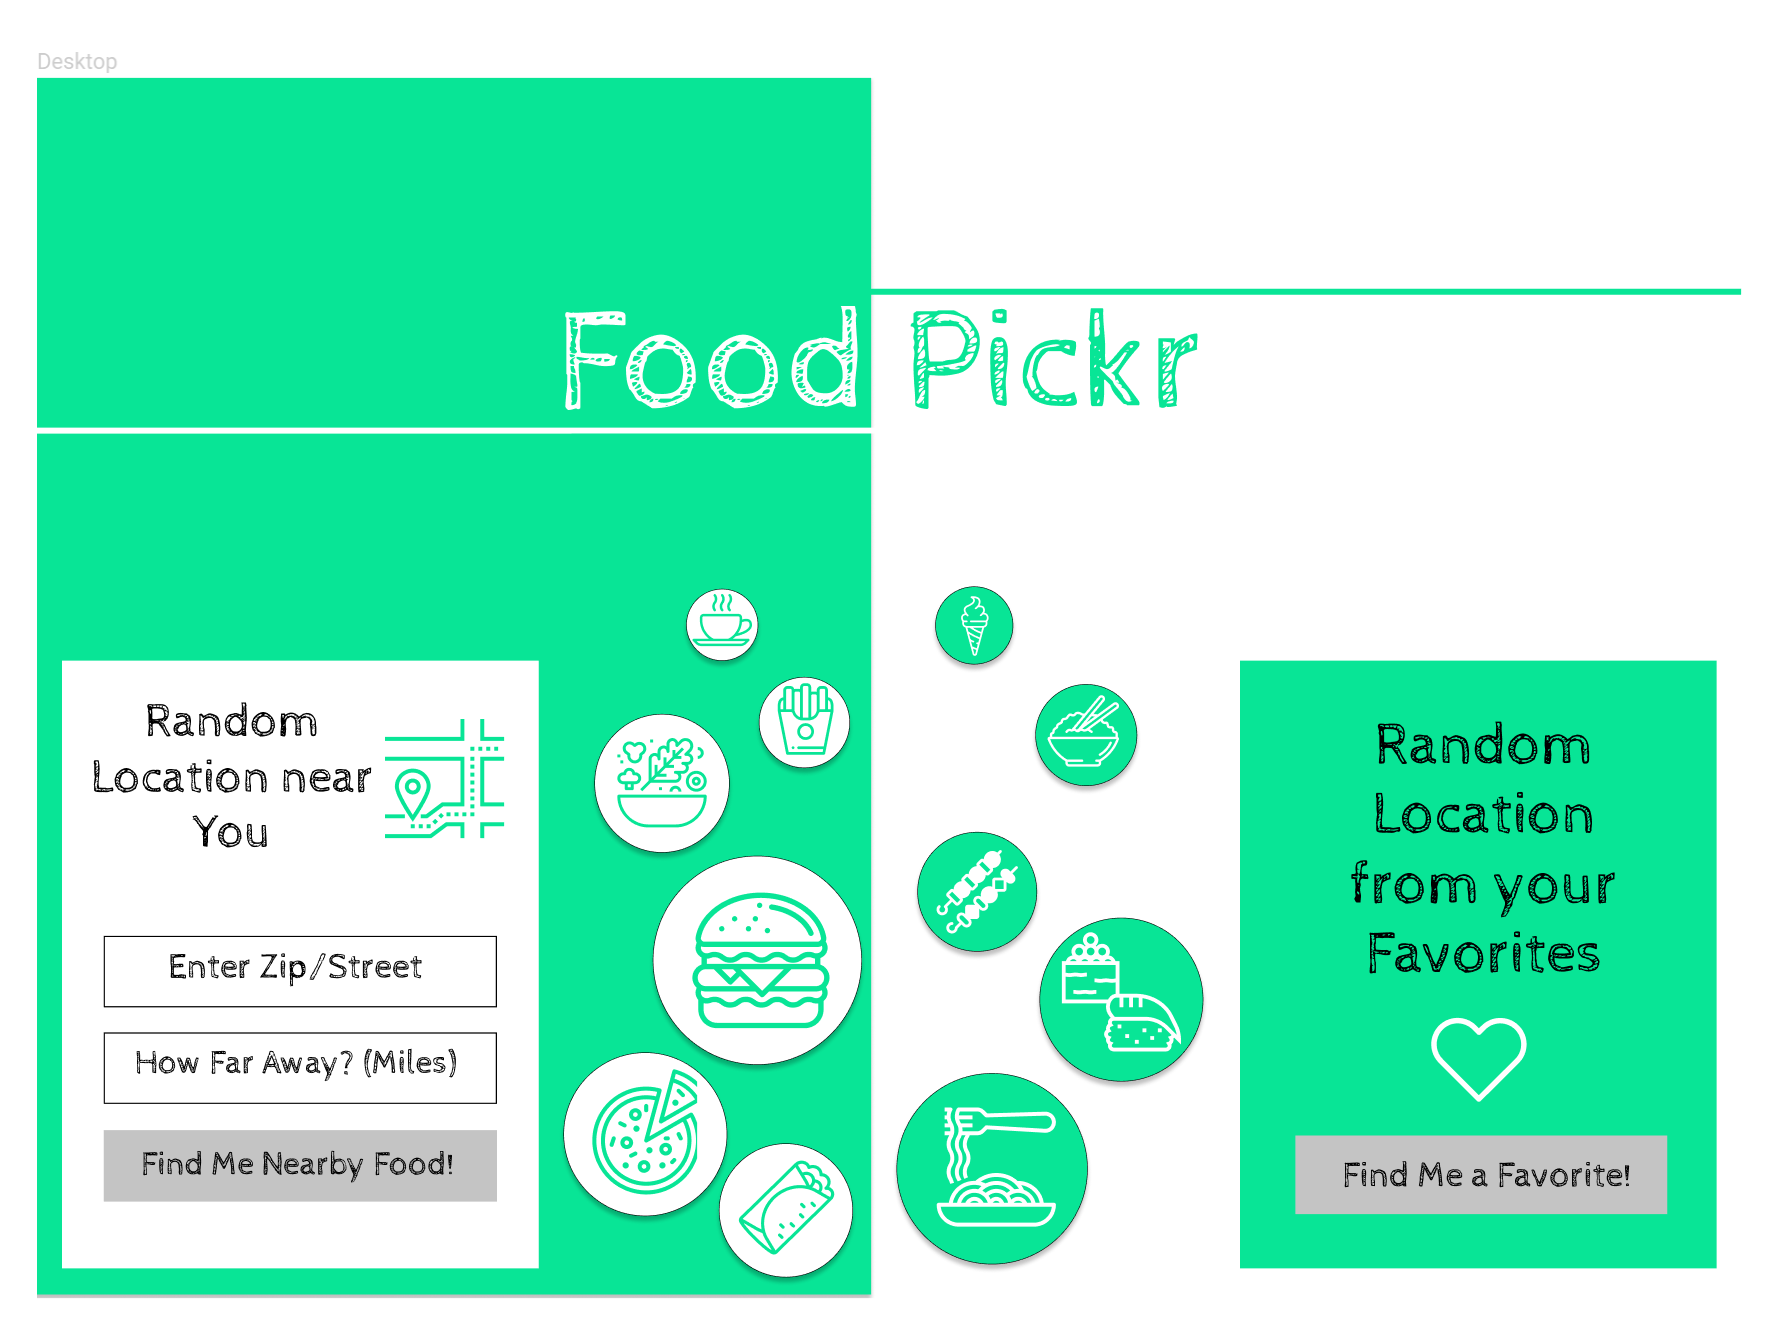 Desktop
Food Pickr
Random
Location near
You
Enter Zip/Street
How Far Away? (Miles)
Find Me Nearby Food!
Random
Location
from your
Favorites
Find Me a Favorite!